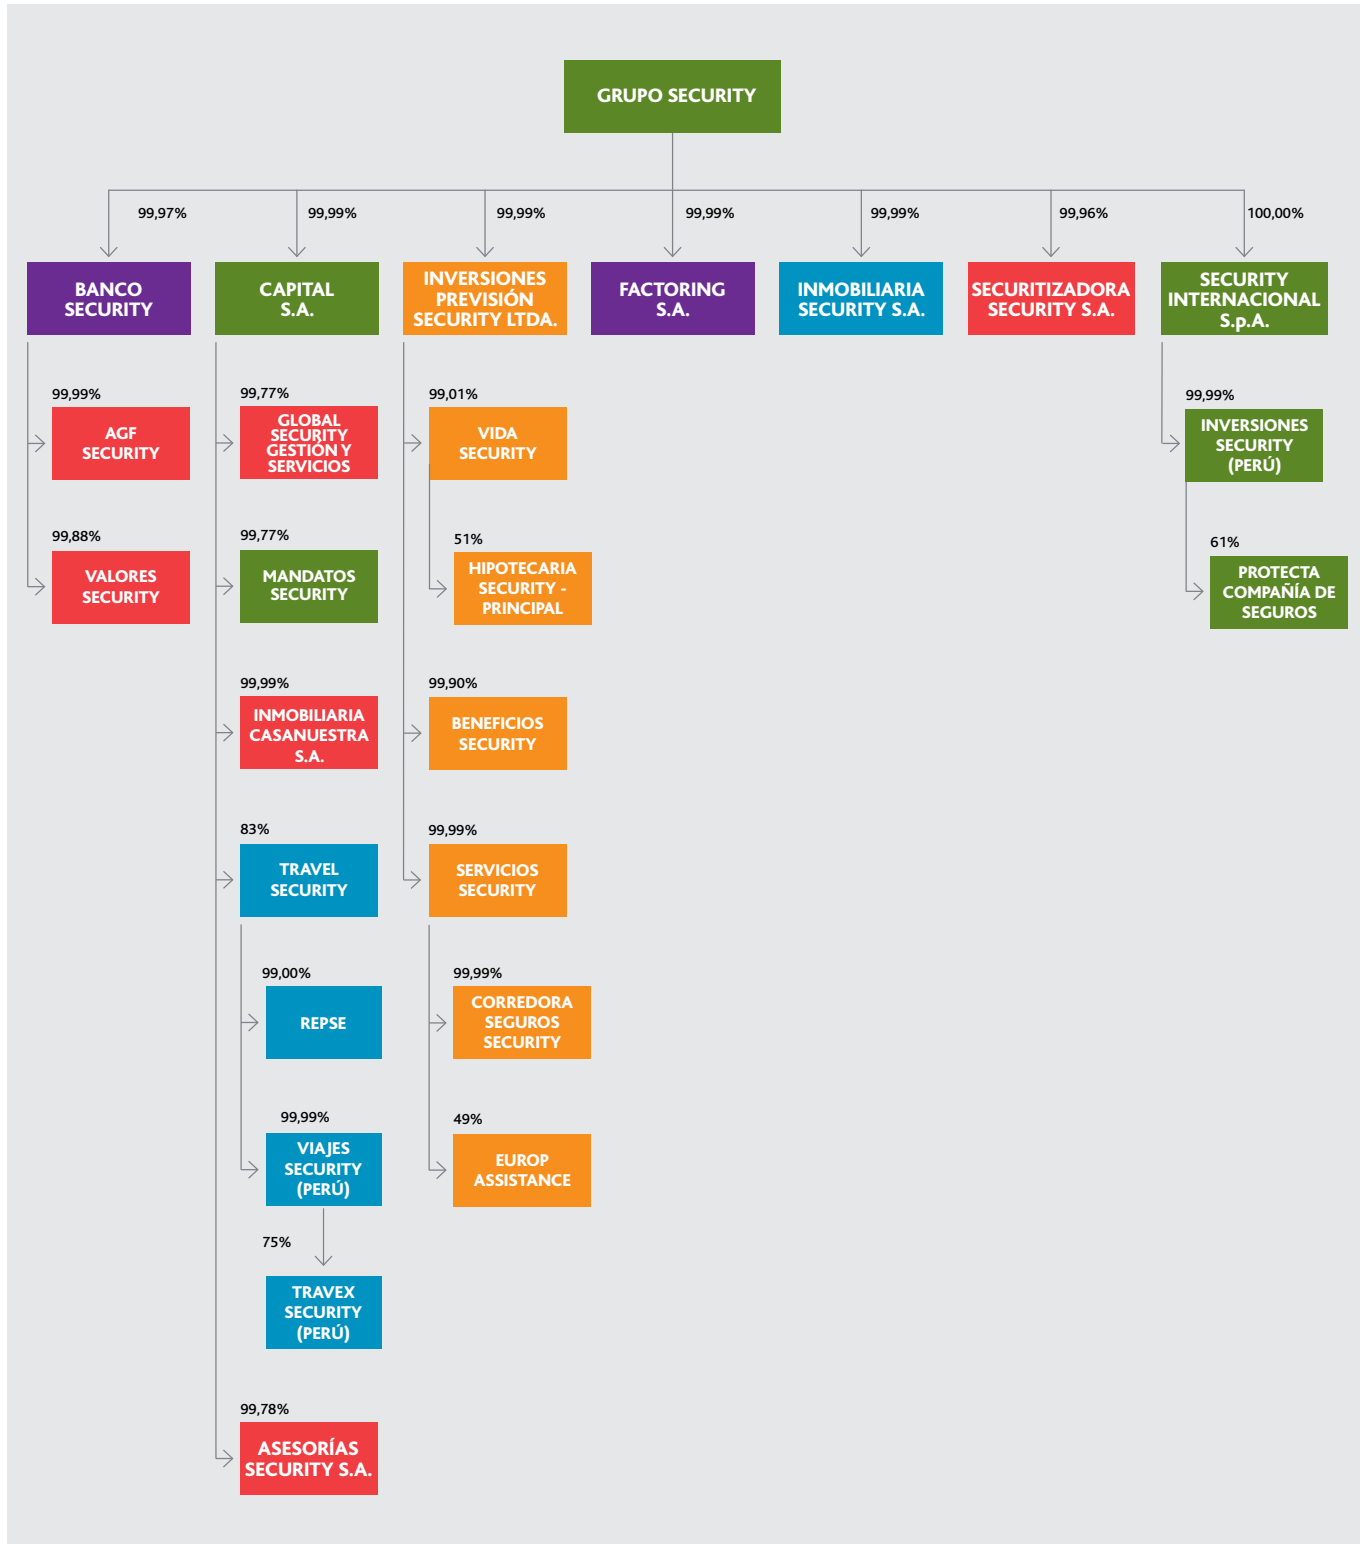 GRUPO SECURITY
99,97%
99,99%
99,99%
99,99%
99,99%
99,96%
100,00%
BANCO
SECURITY
CAPITAL
S.A.
INVERSIONES
PREVISIÓN
SECURITY LTDA.
FACTORING
S.A.
INMOBILIARIA
SECURITY S.A.
SECURITIZADORA
SECURITY S.A.
SECURITY
INTERNACIONAL
S.p.A.
99,99%
AGF
SECURITY
99,88%
VALORES
SECURITY
99,77%
GLOBAL
SECURITY
GESTIÓN Y
SERVICIOS
99,77%
MANDATOS
SECURITY
99,99%
INMOBILIARIA
CASANUESTRA
S.A.
83%
TRAVEL
SECURITY
99,00%
REPSE
99,99%
VIAJES
SECURITY
(PERÚ)
75%
TRAVEX
SECURITY
(PERÚ)
99,78%
ASESORÍAS
SECURITY S.A.
99,01%
VIDA
SECURITY
51%
HIPOTECARIA
SECURITY -
PRINCIPAL
99,90%
BENEFICIOS
SECURITY
99,99%
SERVICIOS
SECURITY
99,99%
CORREDORA
SEGUROS
SECURITY
49%
EUROP
ASSISTANCE
99,99%
INVERSIONES
SECURITY
(PERÚ)
61%
PROTECTA
COMPAÑÍA DE
SEGUROS